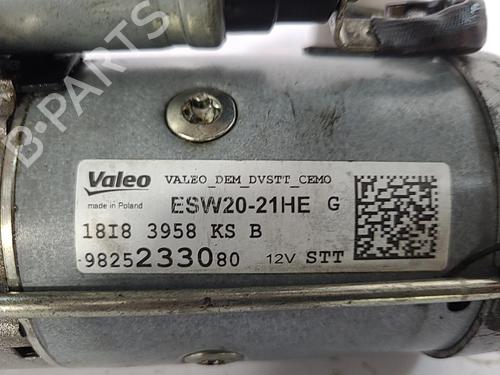 B-PARTS
Valeo VALEO_DEM_DVSTT_CEMO
made in Poland ESW20-21HE G
18I8 3958 KS B
9825233080 12V STT